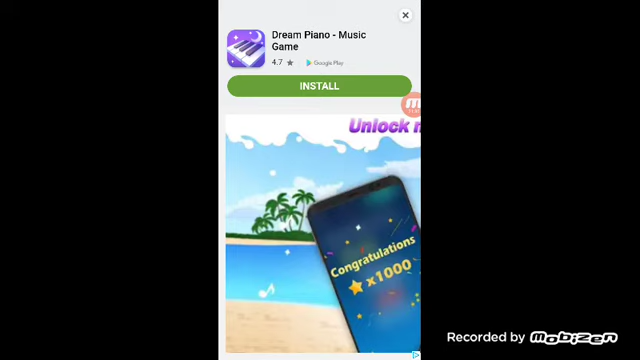 Dream Piano - Music
Game
4.7 ★ Google Play
INSTALL
Unlock
Congratulations
x1000
Recorded by Mobizen